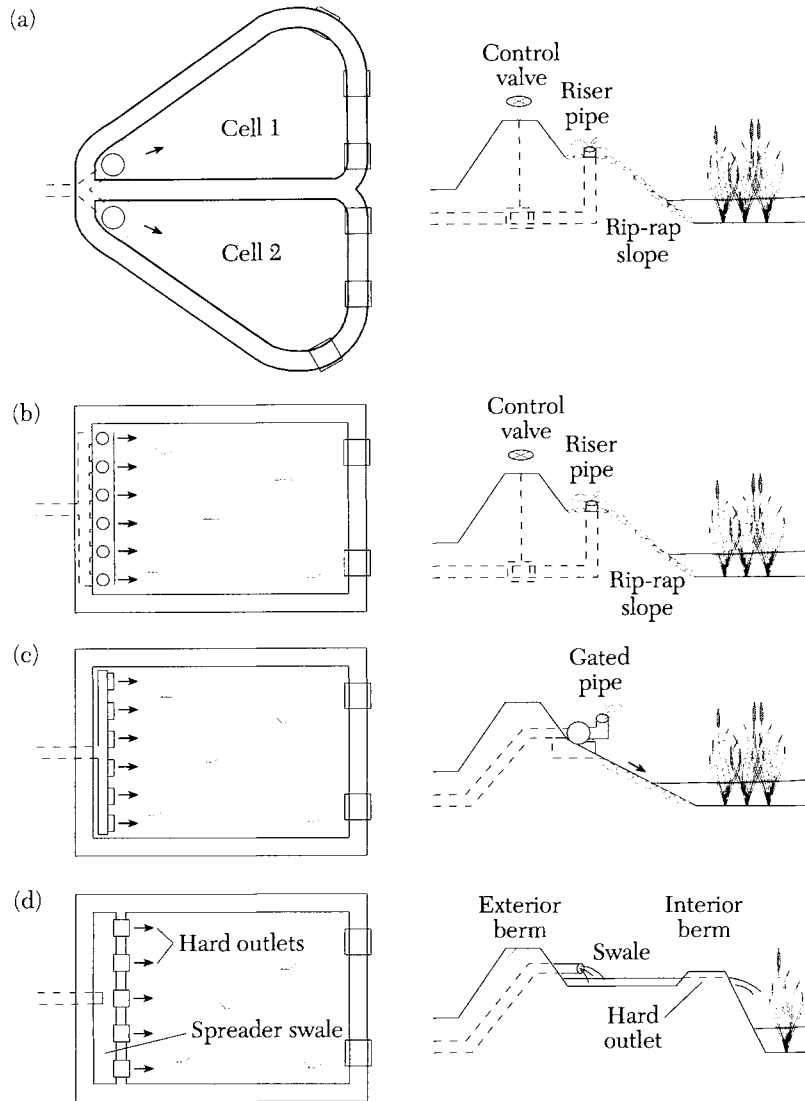 (a)
Cell 1
Cell 2
Control
valve
Riser
pipe
Rip-rap
slope
(b)
Control
valve
Riser
pipe
Rip-rap
slope
(c)
Gated
pipe
(d)
Hard outlets
Spreader swale
Exterior
berm
Interior
berm
Swale
Hard
outlet